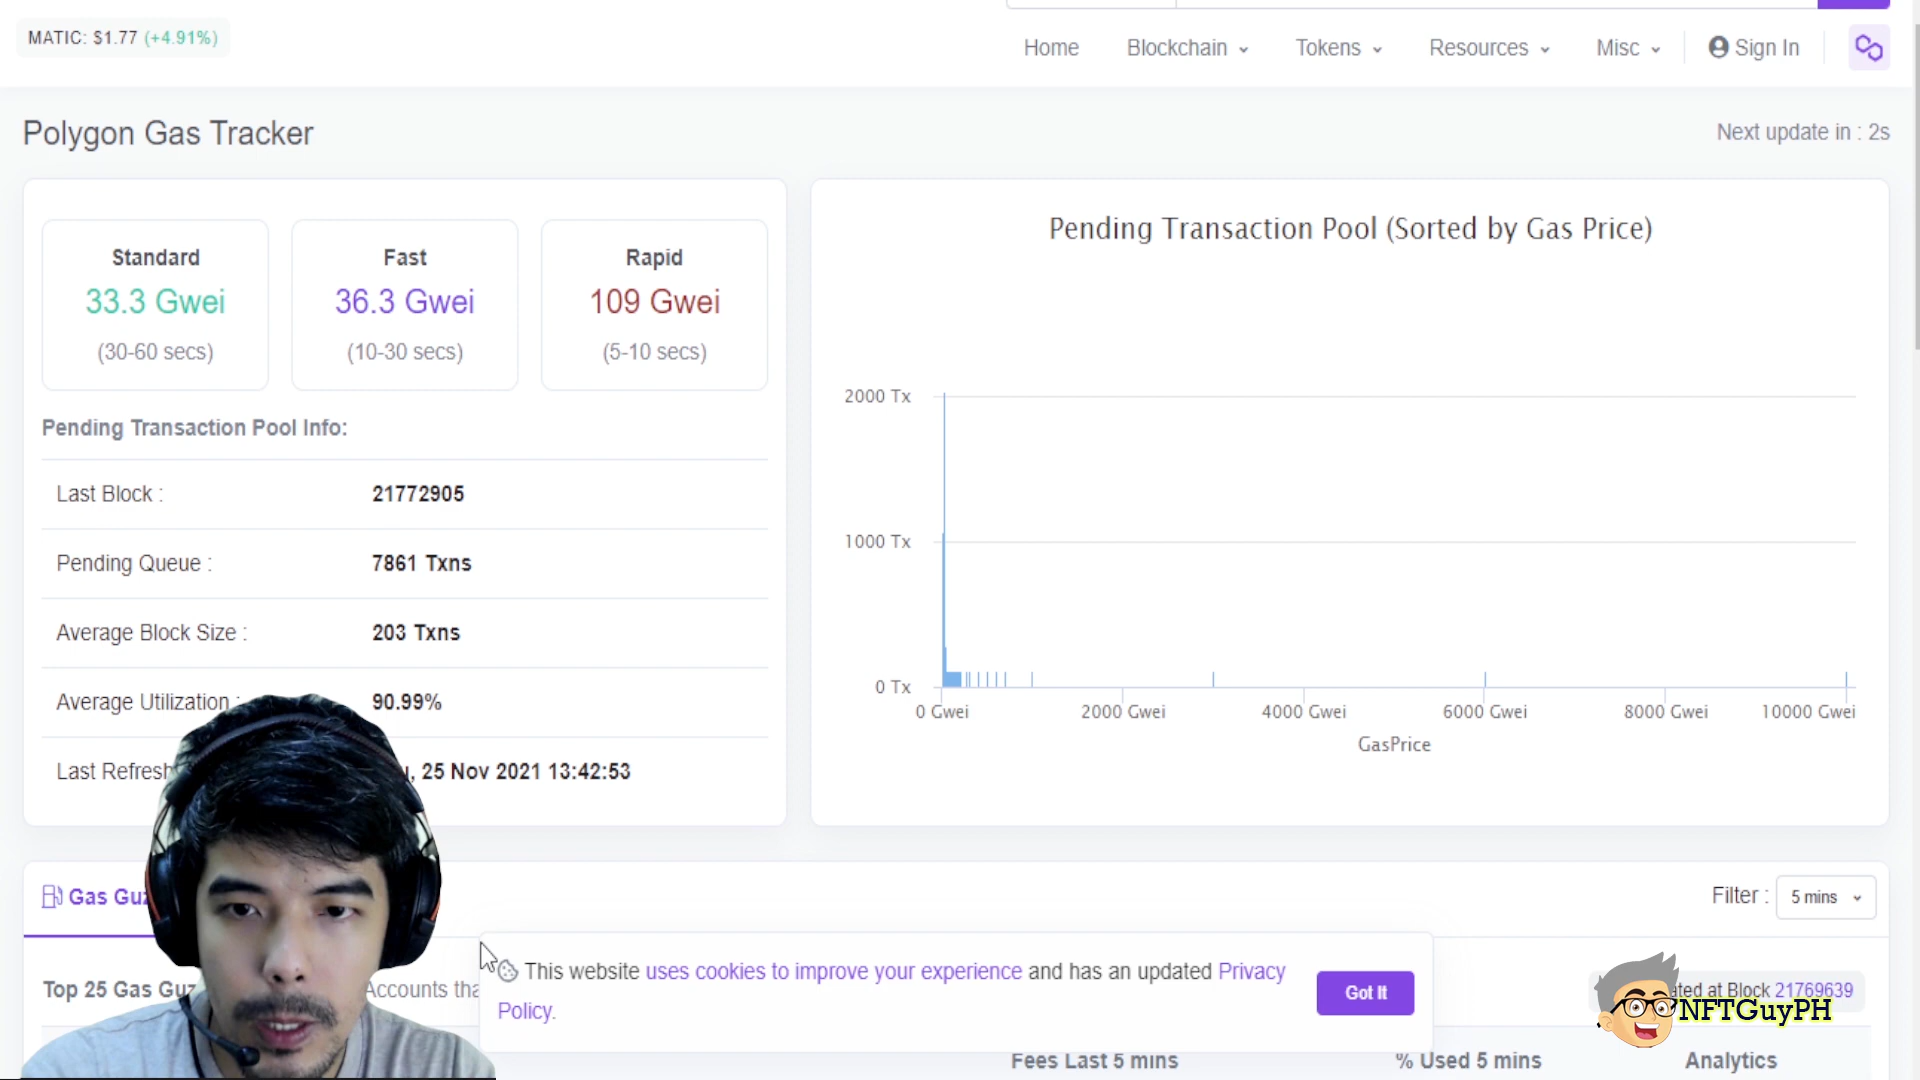 MATIC: $1.77 (+4.91%)
Home Blockchain Tokens Resources Misc Sign In
Polygon Gas Tracker
Next update in : 2s
Standard
33.3 Gwei
(30-60 secs)
Fast
36.3 Gwei
(10-30 secs)
Rapid
109 Gwei
(5-10 secs)
Pending Transaction Pool Info:
Last Block : 21772905
Pending Queue : 7861 Txns
Average Block Size : 203 Txns
Average Utilization : 90.99%
Last Refresh , 25 Nov 2021 13:42:53
Pending Transaction Pool (Sorted by Gas Price)
2000 Tx
1000 Tx
0 Tx
0 Gwei 2000 Gwei 4000 Gwei 6000 Gwei 8000 Gwei 10000 Gwei
GasPrice
Gas
Filter : 5 mins
Top 25 Gas
Accounts
Block 21769639
This website uses cookies to improve your experience and has an updated Privacy
Policy.
Got It
NFTGuyPH
Fees Last 5 mins % Used 5 mins Analytics